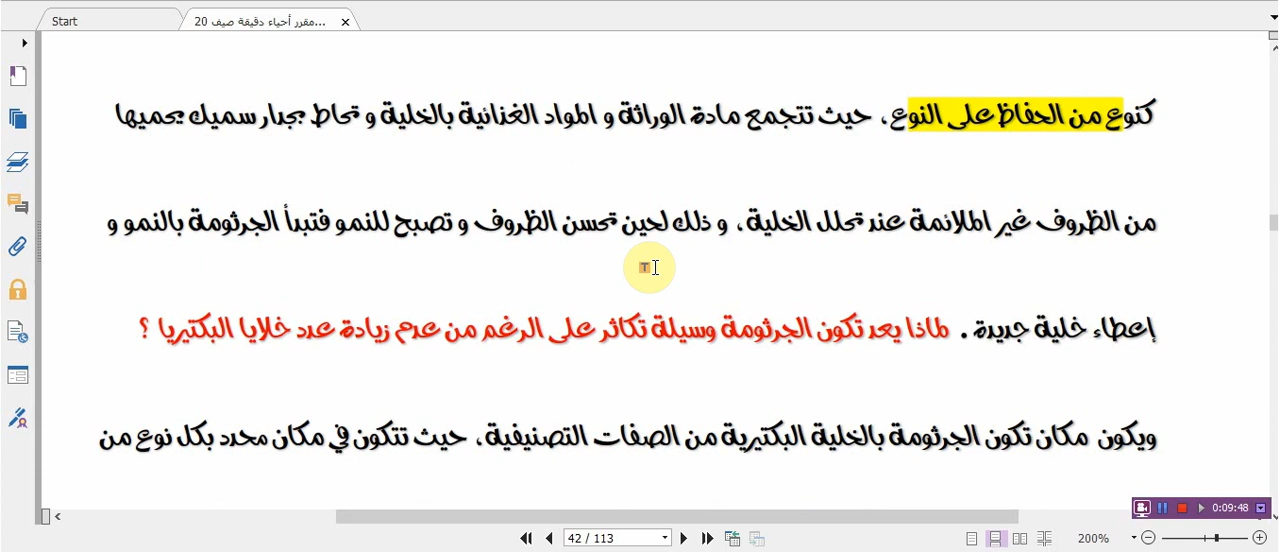 Start
مقرر أحياء دقيقة صيف 20...
كنوع من الحفاظ على النوع، حيث تتجمع مادة الوراثة و المواد الغذائية بالخلية و تحاط بجدار سميك يحميها
من الظروف غير الملائمة عند تحلل الخلية، و ذلك لحين تحسن الظروف و تصبح للنمو فتبدأ الجرثومة بالنمو و
إعطاء خلية جديدة . لماذا يعد تكون الجرثومة وسيلة تكاثر على الرغم من عدم زيادة عدد خلايا البكتيريا ؟
ويكون مكان تكون الجرثومة بالخلية البكتيرية من الصفات التصنيفية، حيث تتكون في مكان محدد بكل نوع من
0:09:48
42 / 113
200%